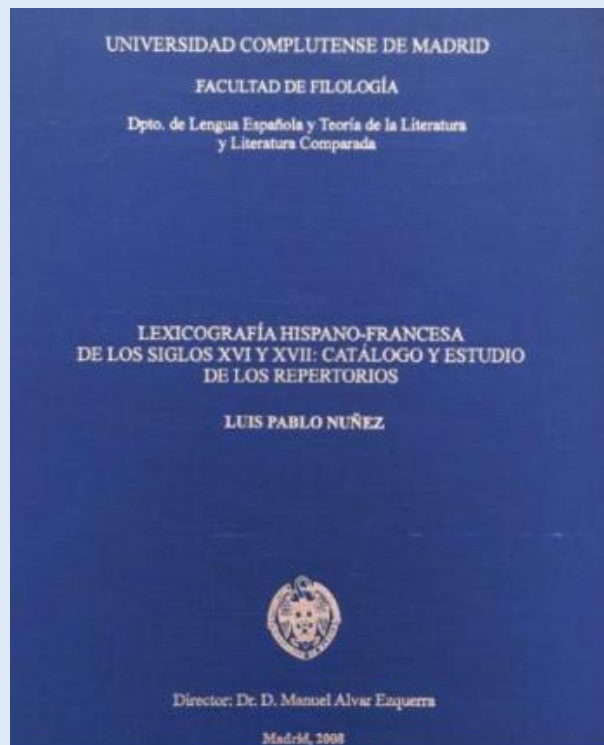 UNIVERSIDAD COMPLUTENSE DE MADRID
FACULTAD DE FILOLOGÍA
Dpto. de Lengua Española y Teoría de la Literatura
y Literatura Comparada
LEXICOGRAFÍA HISPANO-FRANCESA
DE LOS SIGLOS XVI Y XVII: CATÁLOGO Y ESTUDIO
DE LOS REPERTORIOS
LUIS PABLO NUÑEZ
Director: Dr. D. Manuel Alvar Ezquerra
Madrid, 2008